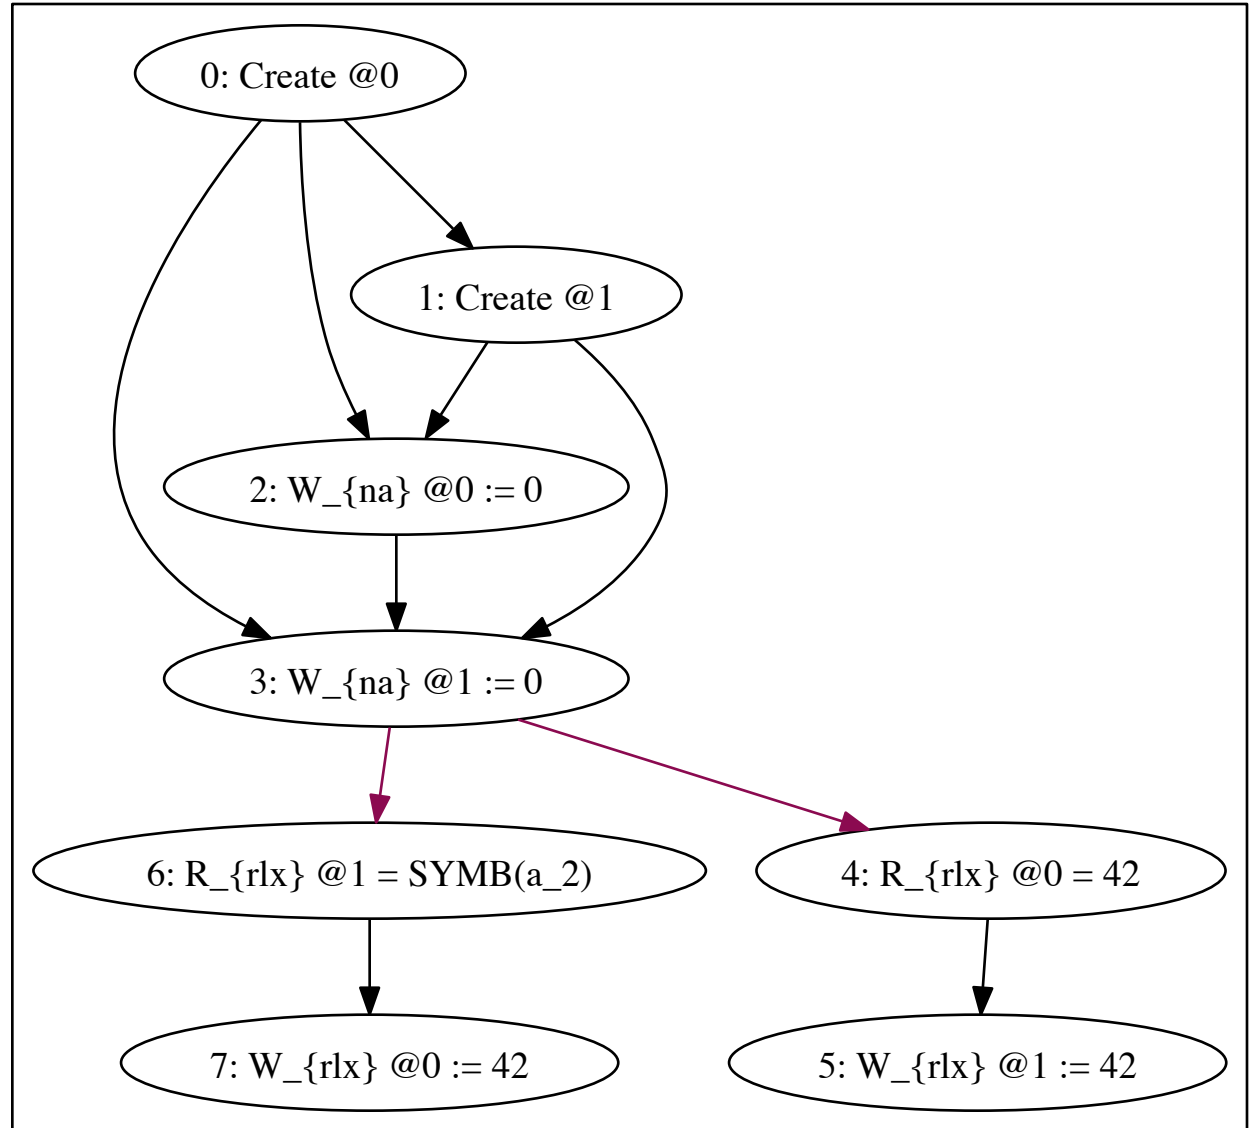 0: Create @0
1: Create @1
2: W_{na} @0 := 0
3: W_{na} @1 := 0
6: R_{rlx} @1 = SYMB(a_2)
4: R_{rlx} @0 = 42
7: W_{rlx} @0 := 42
5: W_{rlx} @1 := 42